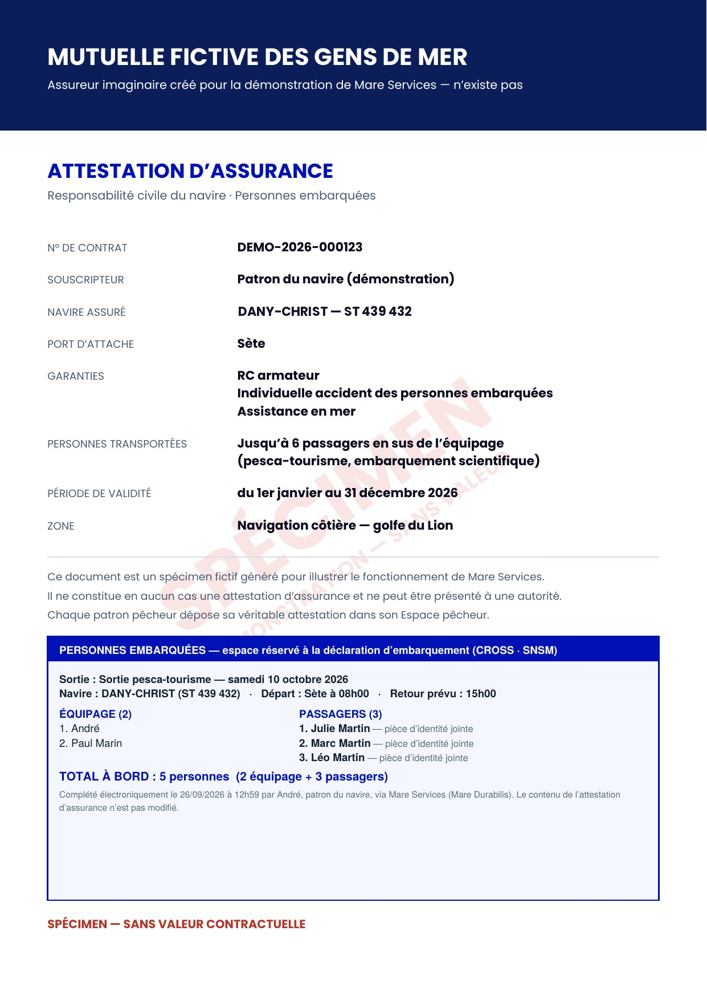 MUTUELLE FICTIVE DES GENS DE MER
Assureur imaginaire créé pour la démonstration de Mare Services — n’existe pas
ATTESTATION D’ASSURANCE
Responsabilité civile du navire · Personnes embarquées
N° DE CONTRAT DEMO-2026-000123
SOUSCRIPTEUR Patron du navire (démonstration)
NAVIRE ASSURÉ DANY-CHRIST — ST 439 432
PORT D’ATTACHE Sète
GARANTIES RC armateur
Individuelle accident des personnes embarquées
Assistance en mer
PERSONNES TRANSPORTÉES Jusqu’à 6 passagers en sus de l’équipage
(pesca-tourisme, embarquement scientifique)
PÉRIODE DE VALIDITÉ du 1er janvier au 31 décembre 2026
ZONE Navigation côtière — golfe du Lion
SPÉCIMEN
MONSTRATION — SANS VALEUR
Ce document est un spécimen fictif généré pour illustrer le fonctionnement de Mare Services.
Il ne constitue en aucun cas une attestation d’assurance et ne peut être présenté à une autorité.
Chaque patron pêcheur dépose sa véritable attestation dans son Espace pêcheur.
PERSONNES EMBARQUÉES — espace réservé à la déclaration d’embarquement (CROSS · SNSM)
Sortie : Sortie pesca-tourisme — samedi 10 octobre 2026
Navire : DANY-CHRIST (ST 439 432) · Départ : Sète à 08h00 · Retour prévu : 15h00
ÉQUIPAGE (2)
1. André
2. Paul Marin
PASSAGERS (3)
1. Julie Martin — pièce d’identité jointe
2. Marc Martin — pièce d’identité jointe
3. Léo Martin — pièce d’identité jointe
TOTAL À BORD : 5 personnes (2 équipage + 3 passagers)
Complété électroniquement le 26/09/2026 à 12h59 par André, patron du navire, via Mare Services (Mare Durabilis). Le contenu de l’attestation
d’assurance n’est pas modifié.
SPÉCIMEN — SANS VALEUR CONTRACTUELLE